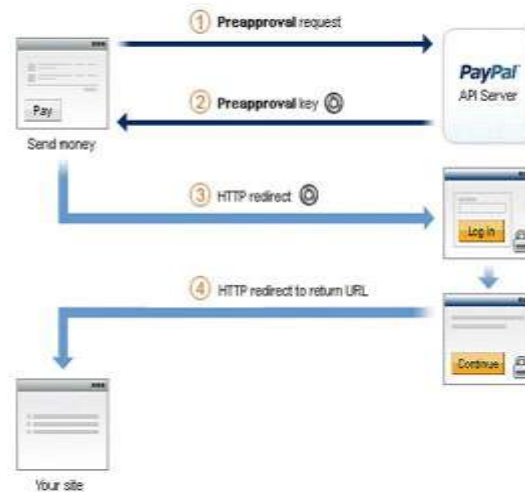 1 Preapproval request
PayPal
API Server
2 Preapproval key
Pay
Send money
3 HTTP redirect
Log in
4 HTTP redirect to return URL
Continue
Your site